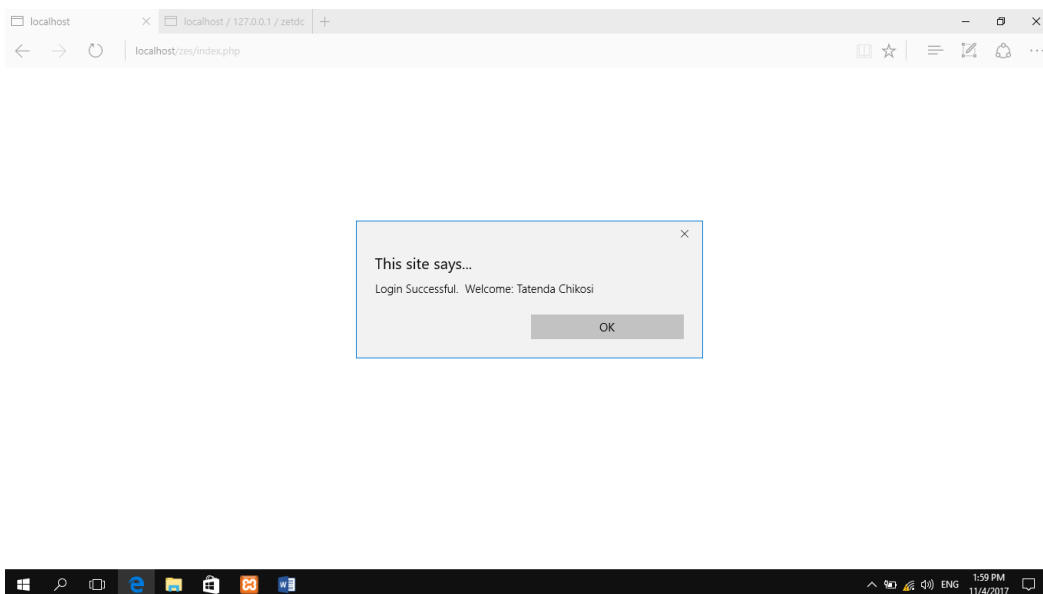 localhost
localhost / 127.0.0.1 / zetdc
localhost/zes/index.php
This site says...
Login Successful. Welcome: Tatenda Chikosi
OK
ENG
1:59 PM
11/4/2017